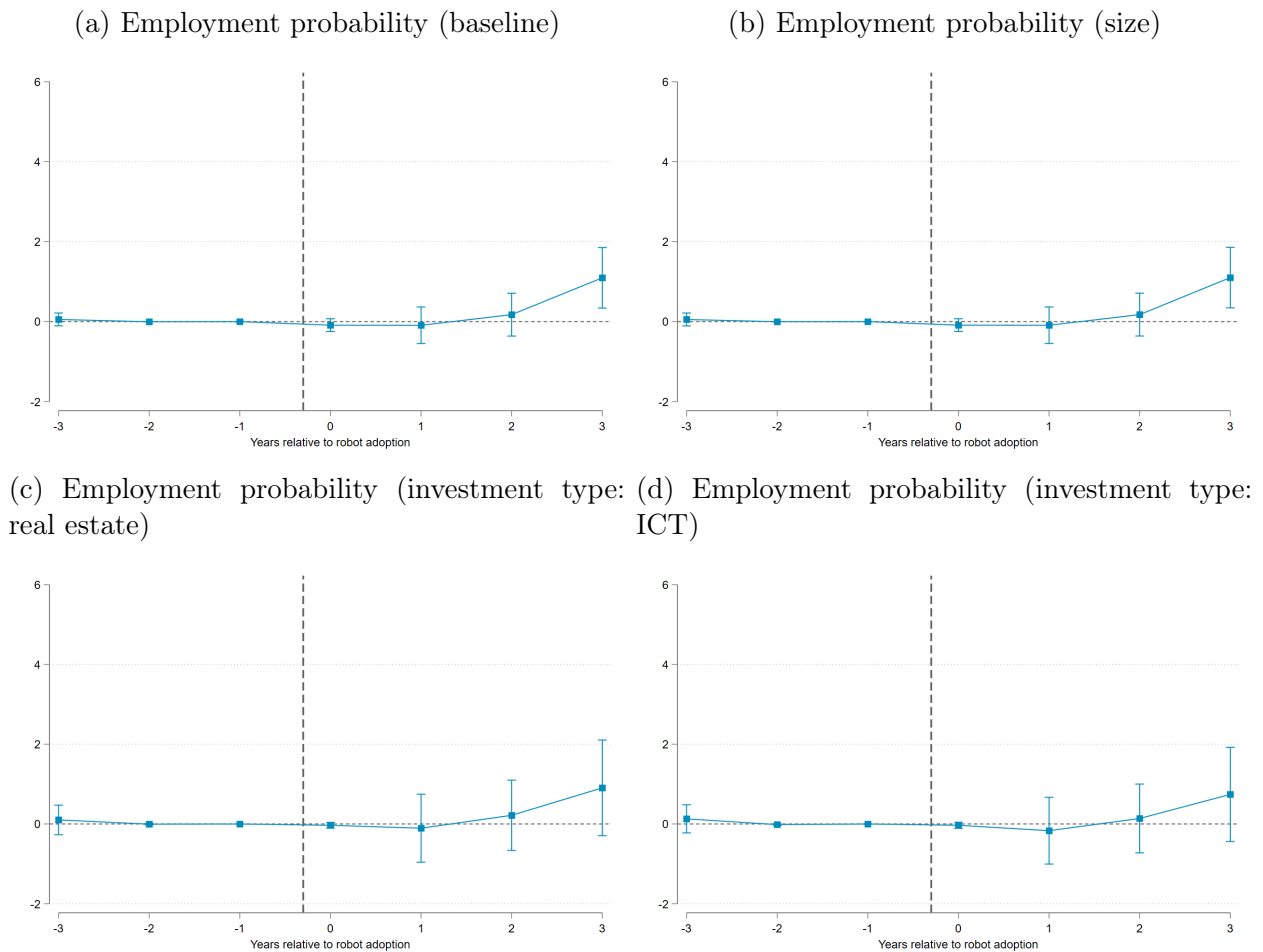 (a) Employment probability (baseline)
6
4
2
0
-2
-3 -2 -1 0 1 2 3
Years relative to robot adoption
(b) Employment probability (size)
6
4
2
0
-2
-3 -2 -1 0 1 2 3
Years relative to robot adoption
(c) Employment probability (investment type:
real estate)
6
4
2
0
-2
-3 -2 -1 0 1 2 3
Years relative to robot adoption
(d) Employment probability (investment type:
ICT)
6
4
2
0
-2
-3 -2 -1 0 1 2 3
Years relative to robot adoption